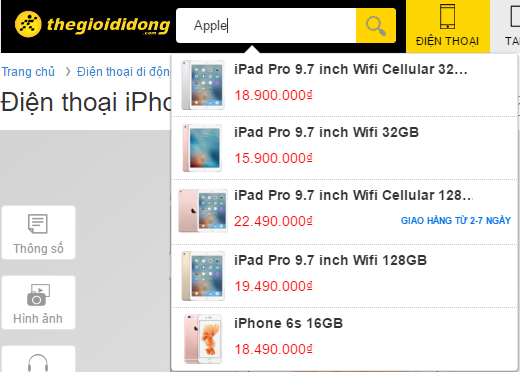 thegioididong
.com
Apple
ĐIỆN THOẠI
TA
Trang chủ › Điện thoại di độn
Điện thoại iPho
iPad Pro 9.7 inch Wifi Cellular 32...
18.900.000₫
iPad Pro 9.7 inch Wifi 32GB
15.900.000₫
iPad Pro 9.7 inch Wifi Cellular 128...
22.490.000₫
GIAO HÀNG TỪ 2-7 NGÀY
iPad Pro 9.7 inch Wifi 128GB
19.490.000₫
iPhone 6s 16GB
18.490.000₫
Thông số
Hình ảnh